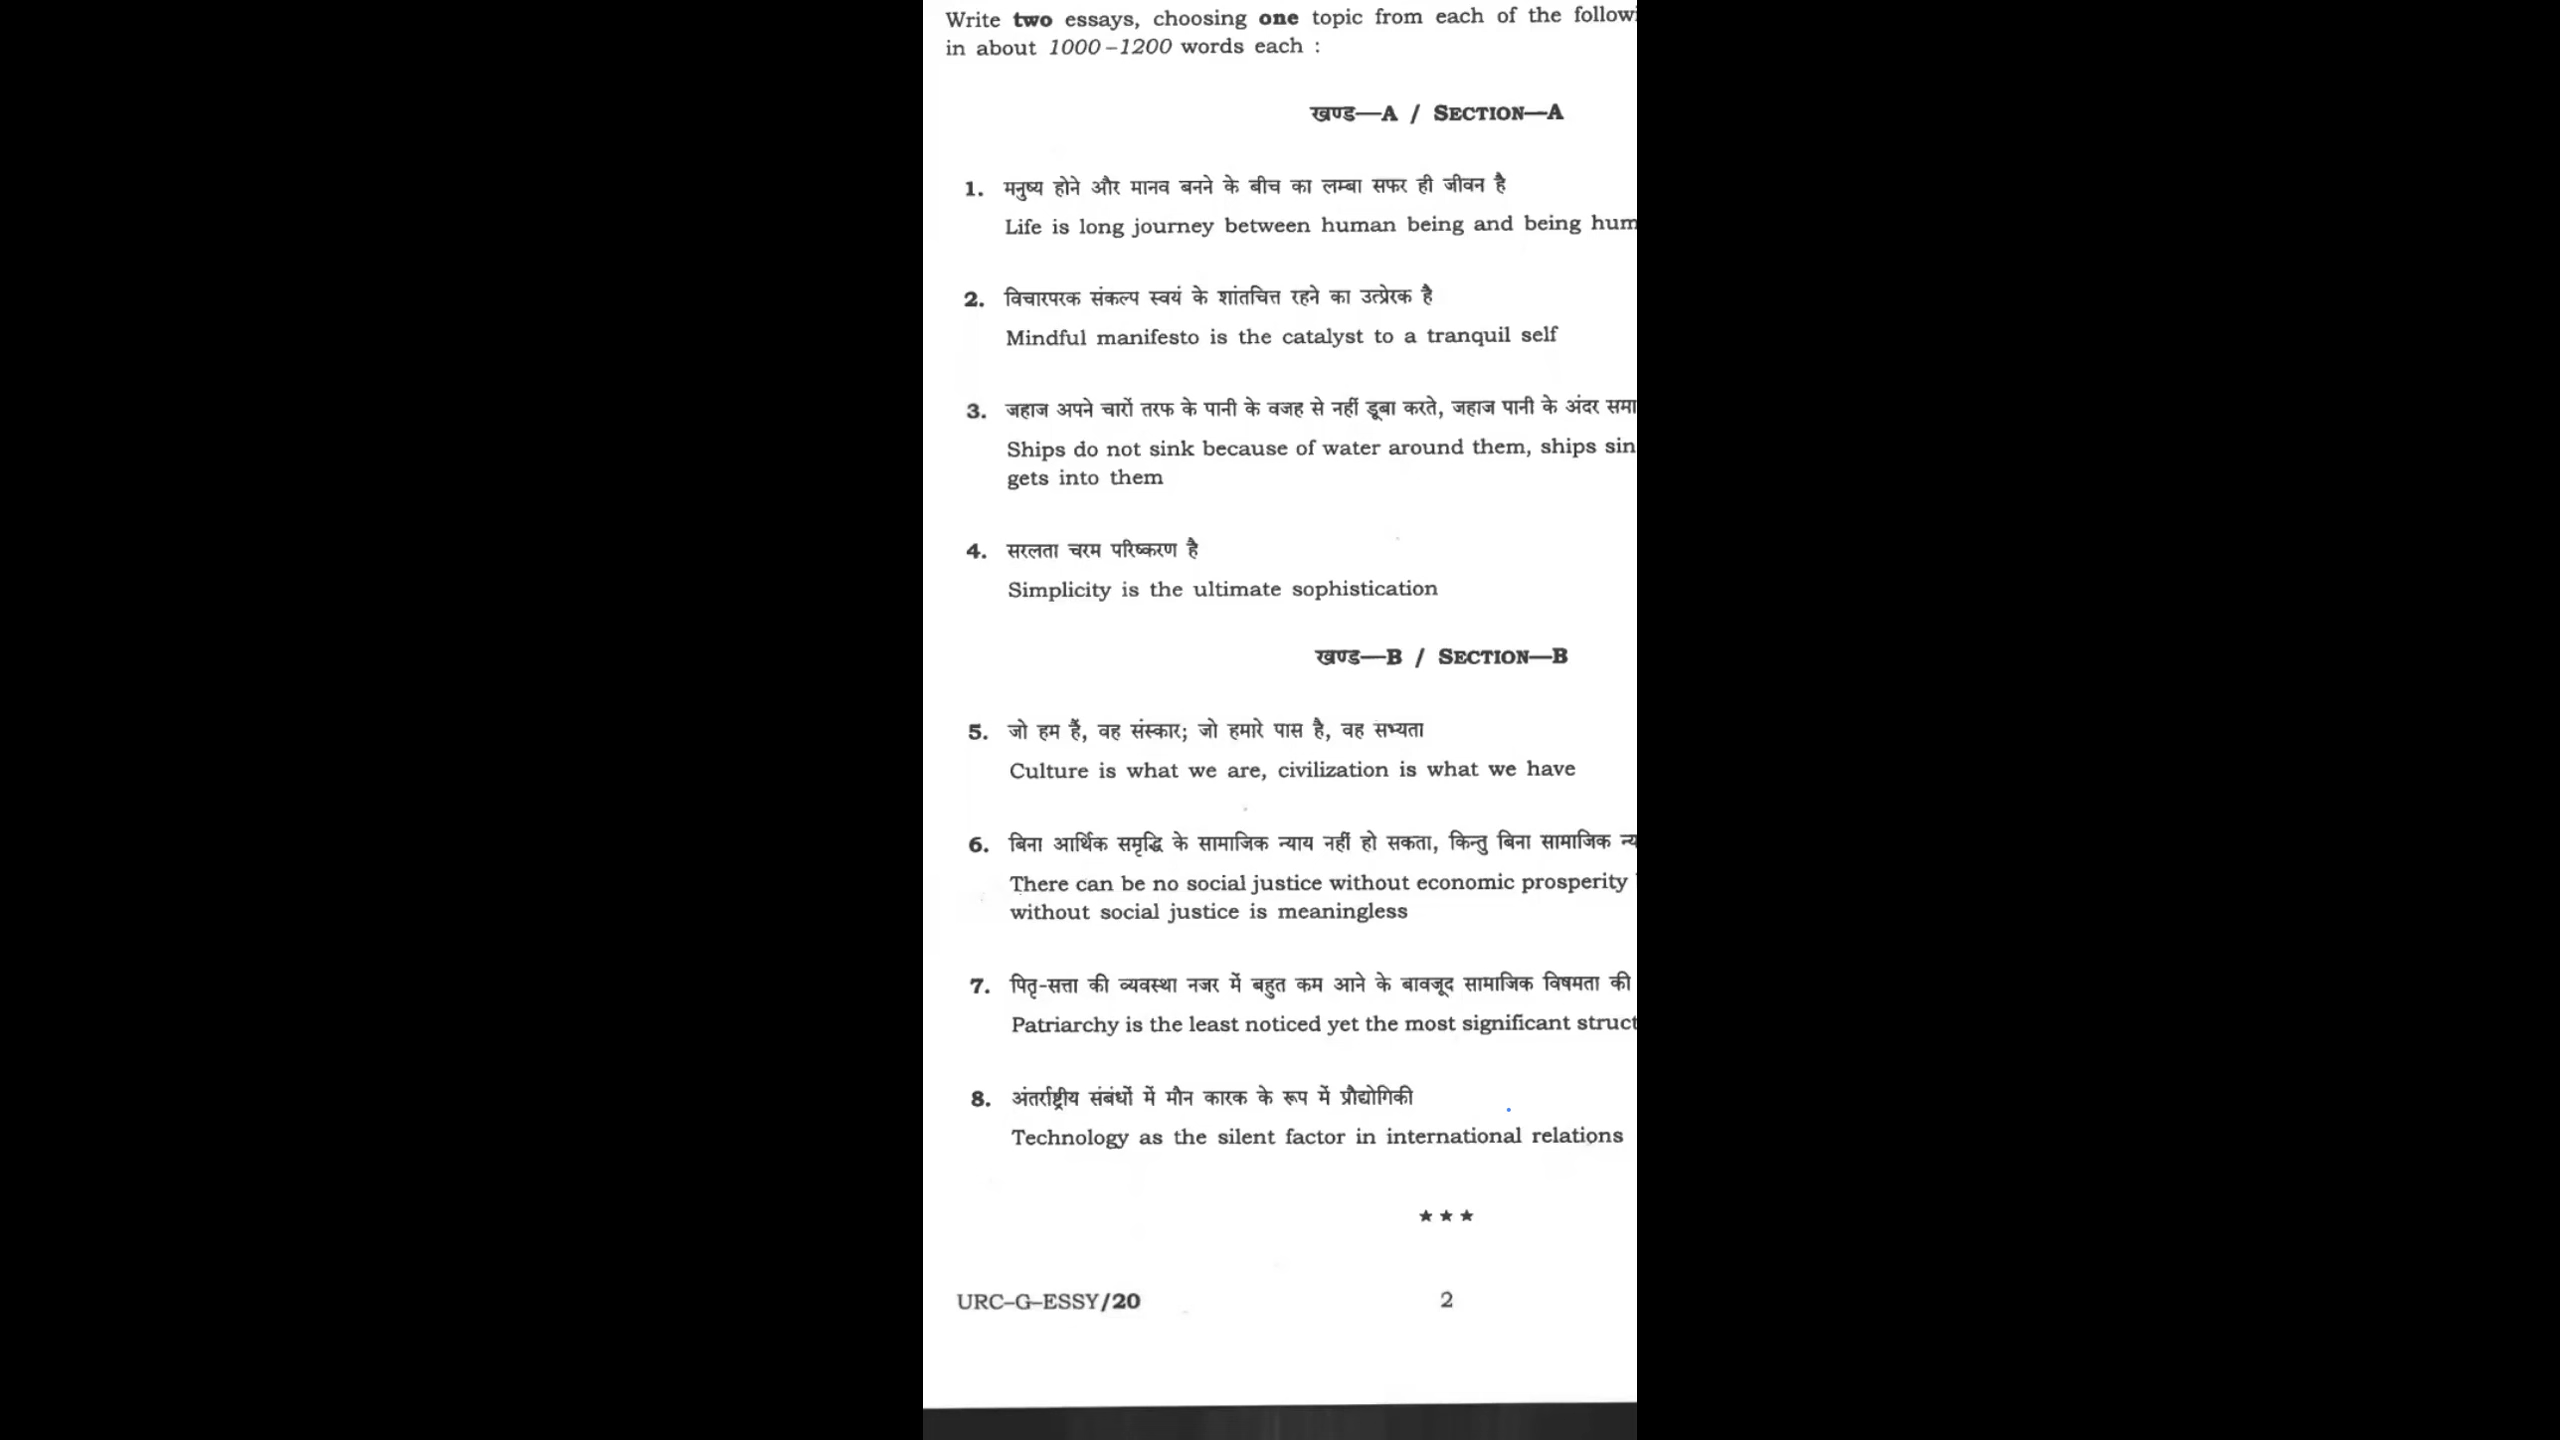 Write two essays, choosing one topic from each of the
in about 1000–1200 words each :
खण्ड—A / SECTION—A
1. मनुष्य होने और मानव बनने के बीच का लम्बा सफर ही जीवन है
Life is long journey between human being and being
2. विचारपरक संकल्प स्वयं के शांतचित्त रहने का उत्प्रेरक है
Mindful manifesto is the catalyst to a tranquil self
3. जहाज अपने चारों तरफ के पानी के वजह से नहीं डूबा करते, जहाज पानी के अंदर
Ships do not sink because of water around them, ships
gets into them
4. सरलता चरम परिष्करण है
Simplicity is the ultimate sophistication
खण्ड—B / SECTION—B
5. जो हम हैं, वह संस्कार; जो हमारे पास है, वह सभ्यता
Culture is what we are, civilization is what we have
6. बिना आर्थिक समृद्धि के सामाजिक न्याय नहीं हो सकता, किन्तु बिना सामाजिक
There can be no social justice without economic prosperity
without social justice is meaningless
7. पितृ-सत्ता की व्यवस्था नजर में बहुत कम आने के बावजूद सामाजिक विषमता की
Patriarchy is the least noticed yet the most significant
8. अंतर्राष्ट्रीय संबंधों में मौन कारक के रूप में प्रौद्योगिकी
Technology as the silent factor in international relations
★ ★ ★
URC–G–ESSY/20 2